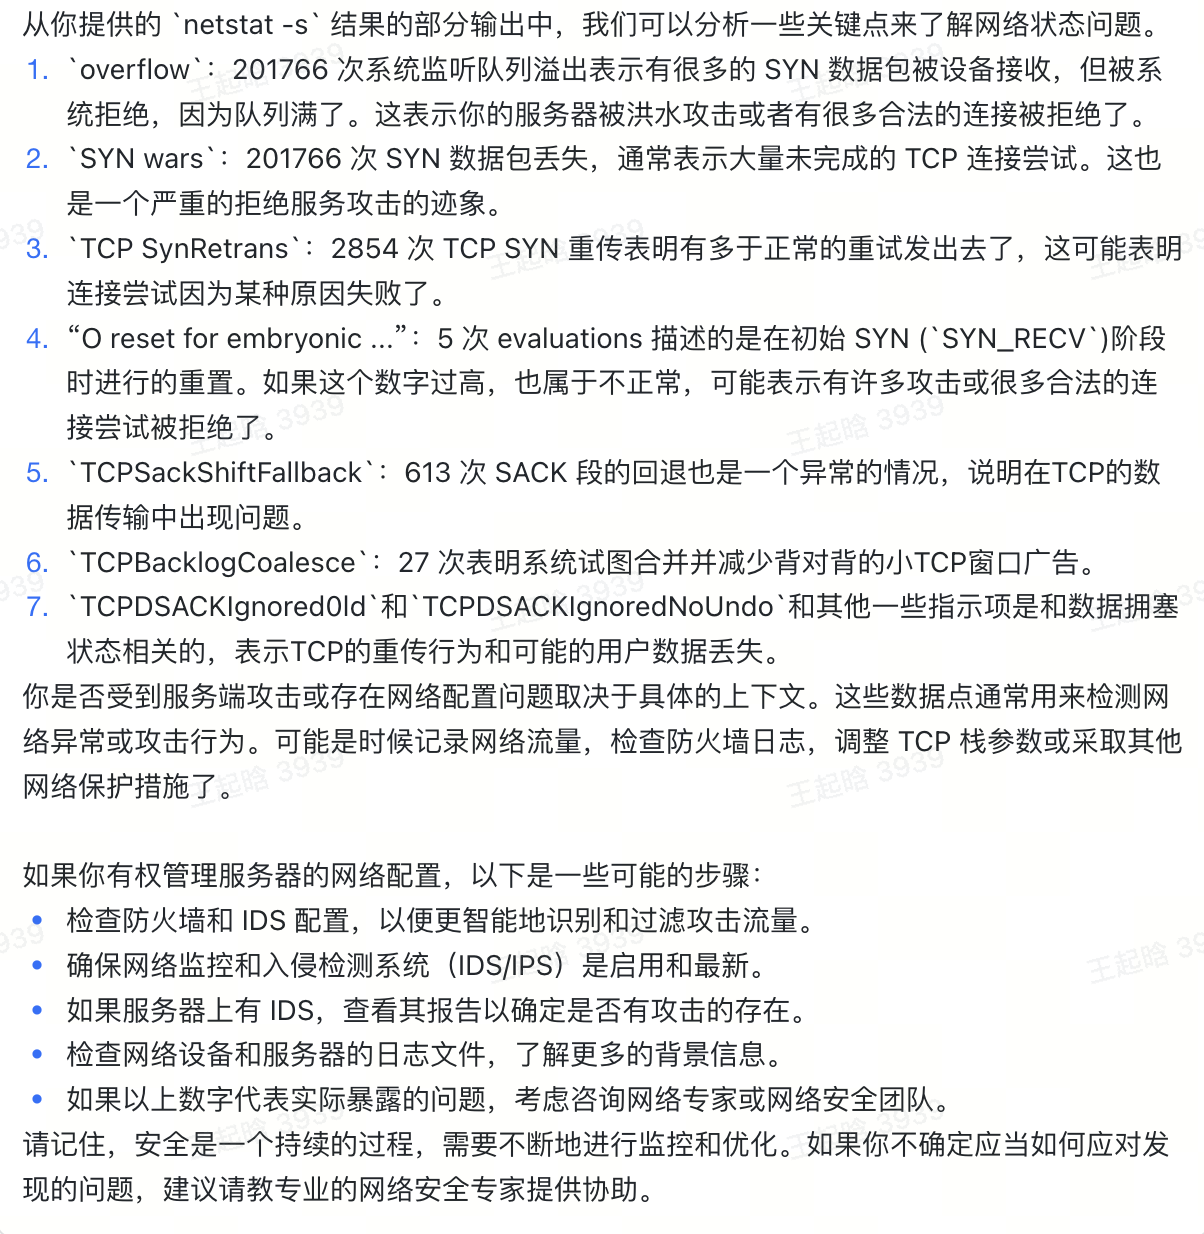 从你提供的 `netstat -s` 结果的部分输出中，我们可以分析一些关键点来了解网络状态问题。
1. `overflow`：201766 次系统监听队列溢出表示有很多的 SYN 数据包被设备接收，但被系
统拒绝，因为队列满了。这表示你的服务器被洪水攻击或者有很多合法的连接被拒绝了。
2. `SYN wars`：201766 次 SYN 数据包丢失，通常表示大量未完成的 TCP 连接尝试。这也
是一个严重的拒绝服务攻击的迹象。
3. `TCP SynRetrans`：2854 次 TCP SYN 重传表明有多于正常的重试发出去了，这可能表明
连接尝试因为某种原因失败了。
4. “O reset for embryonic ...”：5 次 evaluations 描述的是在初始 SYN (`SYN_RECV`)阶段
时进行的重置。如果这个数字过高，也属于不正常，可能表示有许多攻击或很多合法的连
接尝试被拒绝了。
5. `TCPSackShiftFallback`：613 次 SACK 段的回退也是一个异常的情况，说明在TCP的数
据传输中出现问题。
6. `TCPBacklogCoalesce`：27 次表明系统试图合并并减少背对背的小TCP窗口广告。
7. `TCPDSACKIgnored0ld`和`TCPDSACKIgnoredNoUndo`和其他一些指示项是和数据拥塞
状态相关的，表示TCP的重传行为和可能的用户数据丢失。
你是否受到服务端攻击或存在网络配置问题取决于具体的上下文。这些数据点通常用来检测网
络异常或攻击行为。可能是时候记录网络流量，检查防火墙日志，调整 TCP 栈参数或采取其他
网络保护措施了。
如果你有权管理服务器的网络配置，以下是一些可能的步骤：
• 检查防火墙和 IDS 配置，以便更智能地识别和过滤攻击流量。
• 确保网络监控和入侵检测系统（IDS/IPS）是启用和最新。
• 如果服务器上有 IDS，查看其报告以确定是否有攻击的存在。
• 检查网络设备和服务器的日志文件，了解更多的背景信息。
• 如果以上数字代表实际暴露的问题，考虑咨询网络专家或网络安全团队。
请记住，安全是一个持续的过程，需要不断地进行监控和优化。如果你不确定应当如何应对发
现的问题，建议请教专业的网络安全专家提供协助。
王起晗 3939